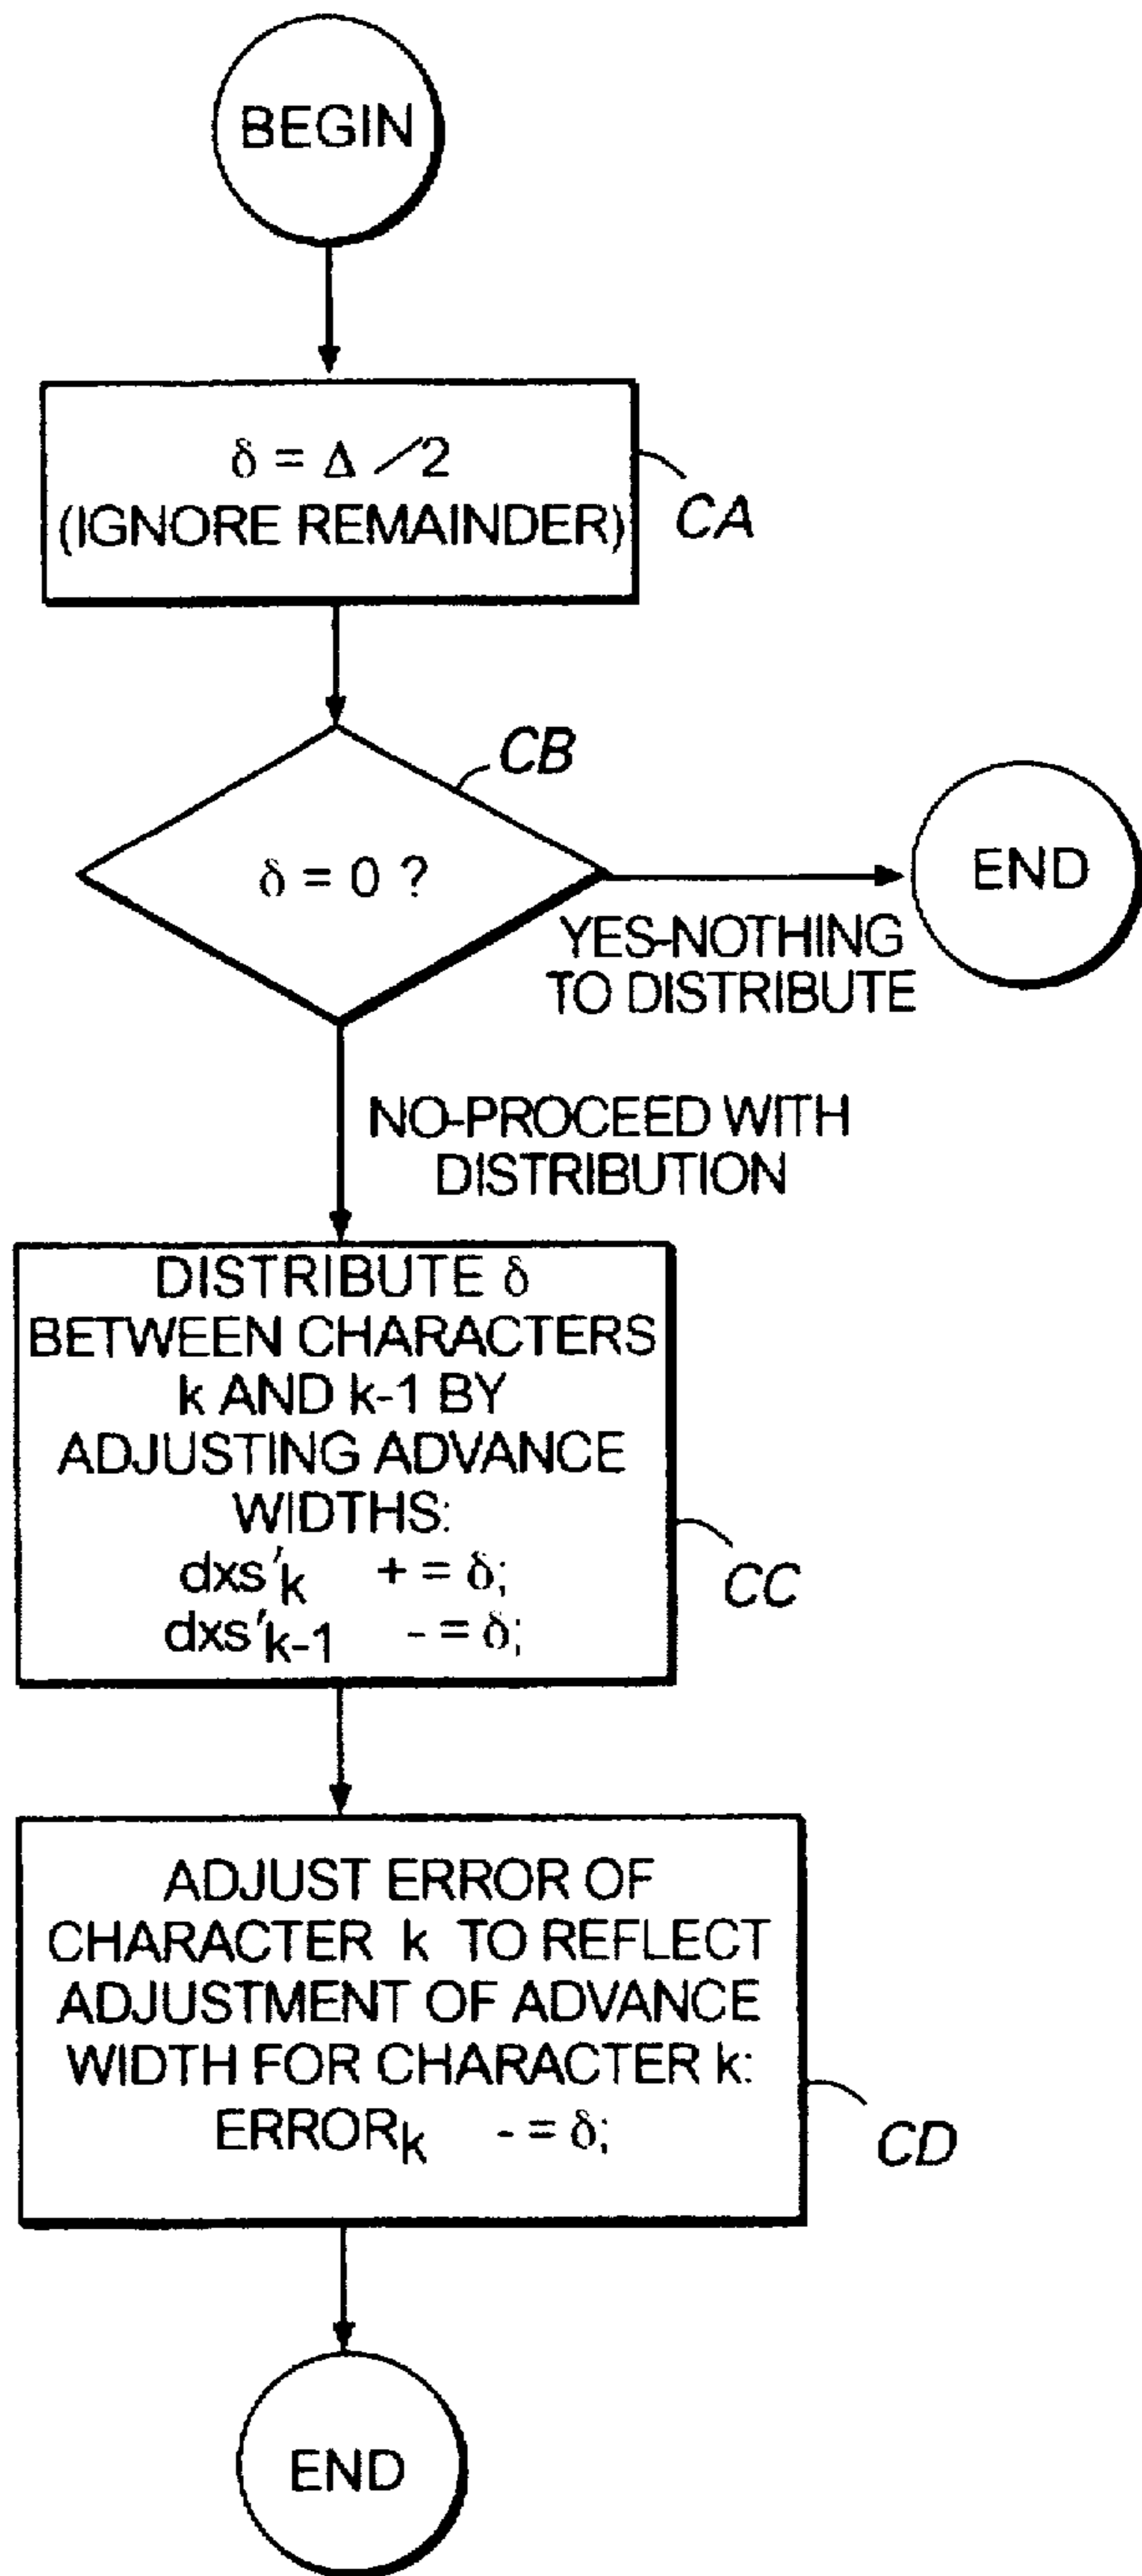 BEGIN
δ = Δ /2
(IGNORE REMAINDER)
CA
CB
δ = 0 ?
END
YES-NOTHING
TO DISTRIBUTE
NO-PROCEED WITH
DISTRIBUTION
DISTRIBUTE δ
BETWEEN CHARACTERS
k AND k-1 BY
ADJUSTING ADVANCE
WIDTHS:
dxs'k += δ;
dxs'k-1 -= δ;
CC
ADJUST ERROR OF
CHARACTER k TO REFLECT
ADJUSTMENT OF ADVANCE
WIDTH FOR CHARACTER k:
ERRORk -= δ;
CD
END